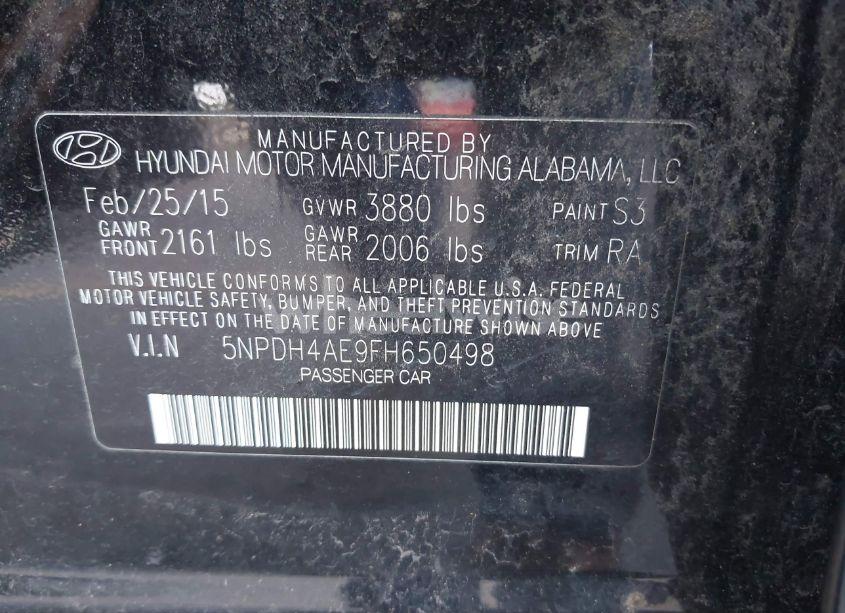 MANUFACTURED BY
HYUNDAI MOTOR MANUFACTURING ALABAMA, LLC
Feb/25/15 GVWR 3880 lbs PAINT S3
GAWR FRONT 2161 lbs GAWR REAR 2006 lbs TRIM RA
THIS VEHICLE CONFORMS TO ALL APPLICABLE U.S.A. FEDERAL
MOTOR VEHICLE SAFETY, BUMPER, AND THEFT PREVENTION STANDARDS
IN EFFECT ON THE DATE OF MANUFACTURE SHOWN ABOVE
V.I.N 5NPDH4AE9FH650498
PASSENGER CAR